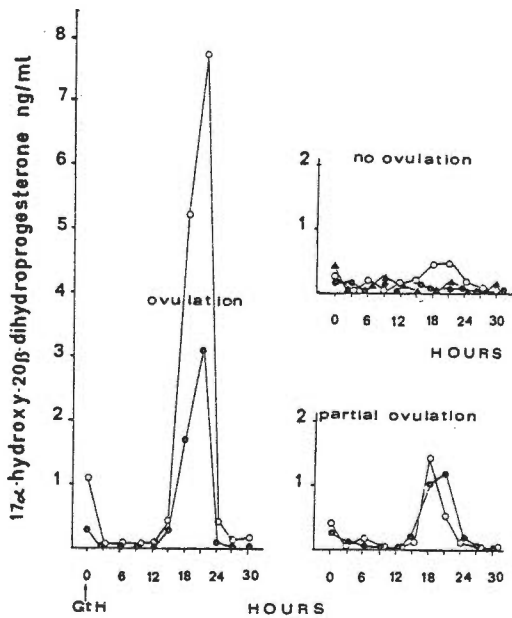 17α-hydroxy-20β-dihydroprogesterone ng/ml
8
7
6
5
4
3
2
1
ovulation
0 6 12 18 24 30
GtH HOURS
no ovulation
2
1
0 6 12 18 24 30
HOURS
partial ovulation
2
1
0 6 12 18 24 30
HOURS